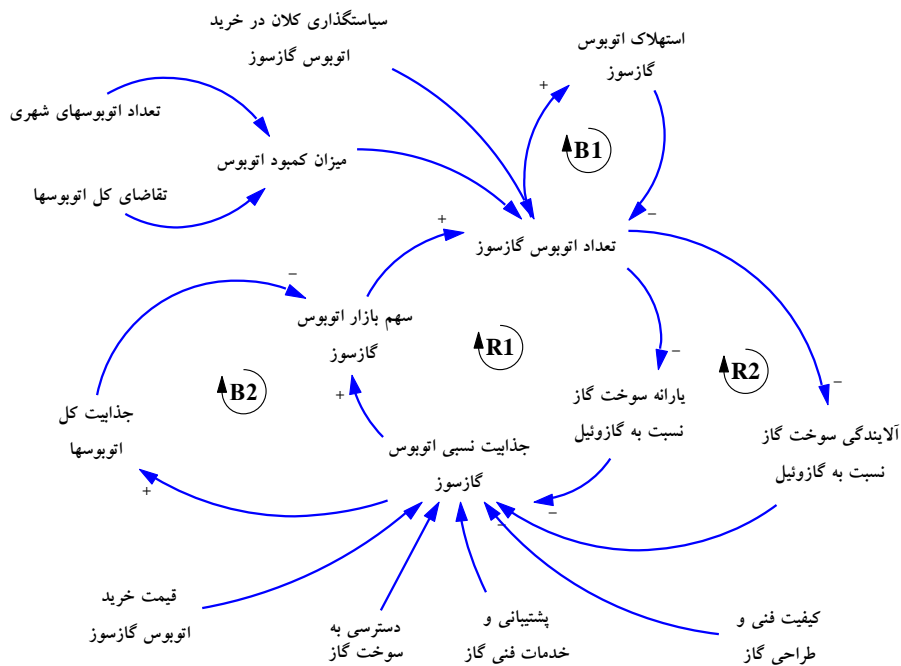 سیاستگذاری کلان در خرید
اتوبوس گازسوز
استهلاک اتوبوس
گازسوز
+
تعداد اتوبوسهای شهری
B1
میزان کمبود اتوبوس
تقاضای کل اتوبوسها
–
+
تعداد اتوبوس گازسوز
–
سهم بازار اتوبوس
گازسوز
R1
–
R2
–
B2
+
یارانه سوخت گاز
نسبت به گازوئیل
جذابیت کل
اتوبوسها
جذابیت نسبی اتوبوس
گازسوز
آلایندگی سوخت گاز
نسبت به گازوئیل
+
–
–
قیمت خرید
اتوبوس گازسوز
دسترسی به
سوخت گاز
پشتیبانی و
خدمات فنی گاز
کیفیت فنی و
طراحی گاز